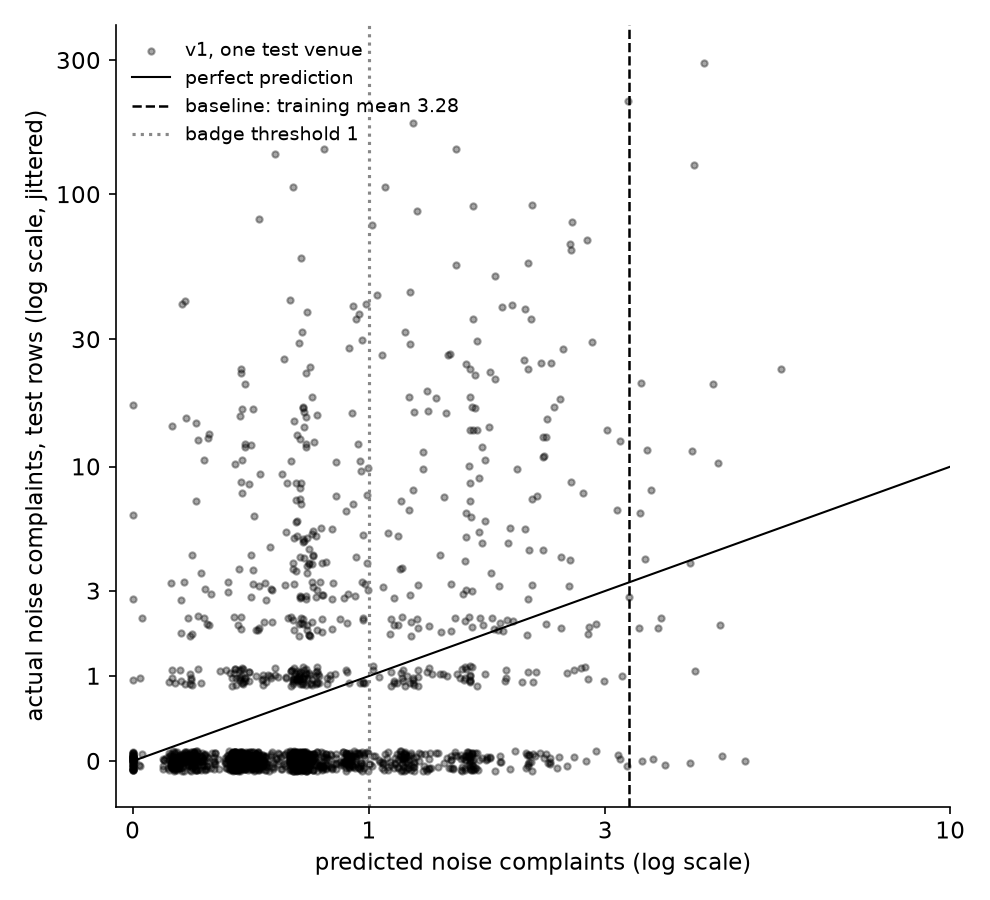 v1, one test venue
perfect prediction
baseline: training mean 3.28
badge threshold 1
actual noise complaints, test rows (log scale, jittered)
300
100
30
10
3
1
0
0 1 3 10
predicted noise complaints (log scale)